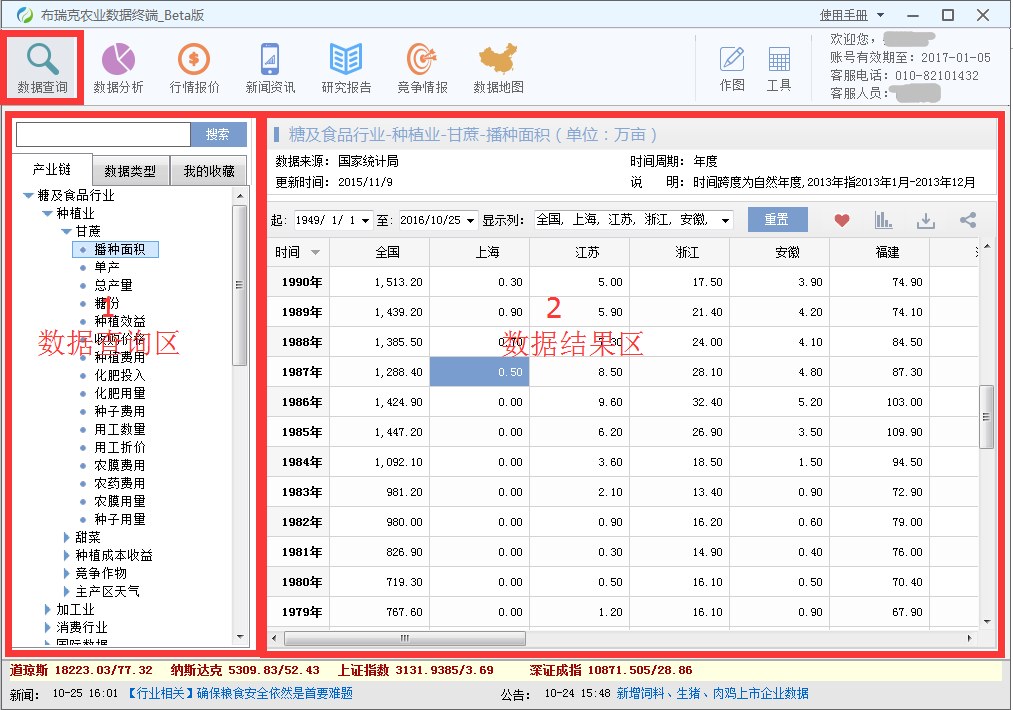 布瑞克农业数据终端_Beta版 使用手册
数据查询 数据分析 行情报价 新闻资讯 研究报告 竞争情报 数据地图 作图 工具
欢迎您，
账号有效期至: 2017-01-05
客服电话: 010-82101432
客服人员:
搜索
产业链 数据类型 我的收藏
糖及食品行业
种植业
甘蔗
播种面积
单产
总产量
糖份
种植效益
收购价格
种植费用
化肥投入
化肥用量
种子费用
用工数量
用工折价
农膜费用
农药费用
农膜用量
种子用量
甜菜
种植成本收益
竞争作物
主产区天气
加工业
消费行业
国际数据
1
数据查询区
糖及食品行业-种植业-甘蔗-播种面积（单位：万亩）
数据来源: 国家统计局 时间周期: 年度
更新时间: 2015/11/9 说 明: 时间跨度为自然年度,2013年指2013年1月-2013年12月
起: 1949/ 1/ 1 至: 2016/10/25 显示列: 全国, 上海, 江苏, 浙江, 安徽, 重置
时间 全国 上海 江苏 浙江 安徽 福建
1990年 1,513.20 0.30 5.00 17.50 3.90 74.90
1989年 1,439.20 0.90 5.90 21.40 4.20 74.10
1988年 1,385.50 0.70 7.30 24.00 4.10 84.50
1987年 1,288.40 0.50 8.50 28.10 4.80 87.30
1986年 1,424.90 0.00 9.60 32.40 5.20 103.00
1985年 1,447.20 0.00 6.20 26.90 3.50 109.90
1984年 1,092.10 0.00 3.60 18.50 1.50 94.50
1983年 981.20 0.00 2.10 13.40 0.90 72.90
1982年 980.00 0.00 0.90 16.20 0.60 79.00
1981年 826.90 0.00 0.30 14.90 0.40 76.00
1980年 719.30 0.00 0.50 16.10 0.50 70.40
1979年 767.60 0.00 1.20 16.10 0.90 67.90
2
数据结果区
道琼斯 18223.03/77.32 纳斯达克 5309.83/52.43 上证指数 3131.9385/3.69 深证成指 10871.505/28.86
新闻: 10-25 16:01 【行业相关】确保粮食安全依然是首要难题 公告: 10-24 15:48 新增饲料、生猪、肉鸡上市企业数据